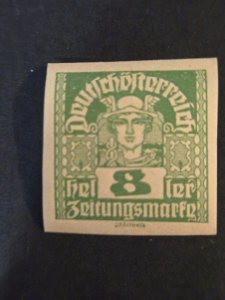 Deutschösterreich
hel 8 ler
Zeitungsmarke